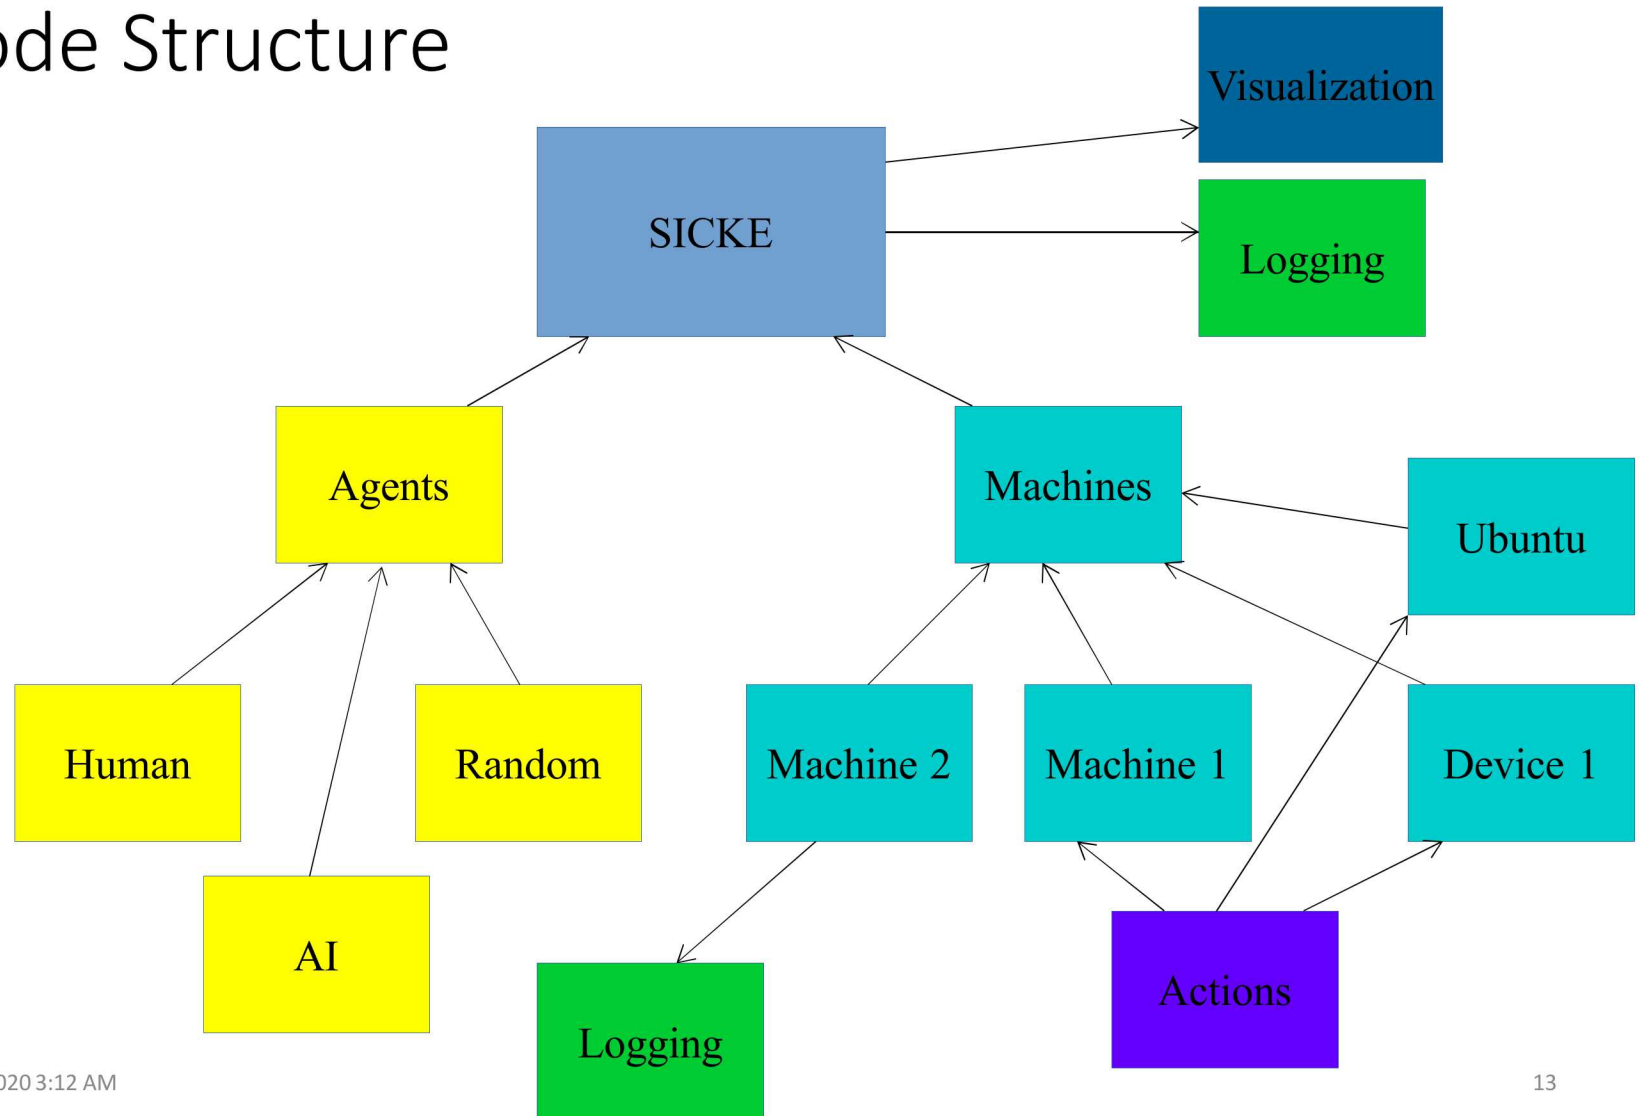 ode Structure
Visualization
SICKE
Logging
Agents
Machines
Ubuntu
Human
Random
Machine 2
Machine 1
Device 1
AI
Actions
Logging
020 3:12 AM
13